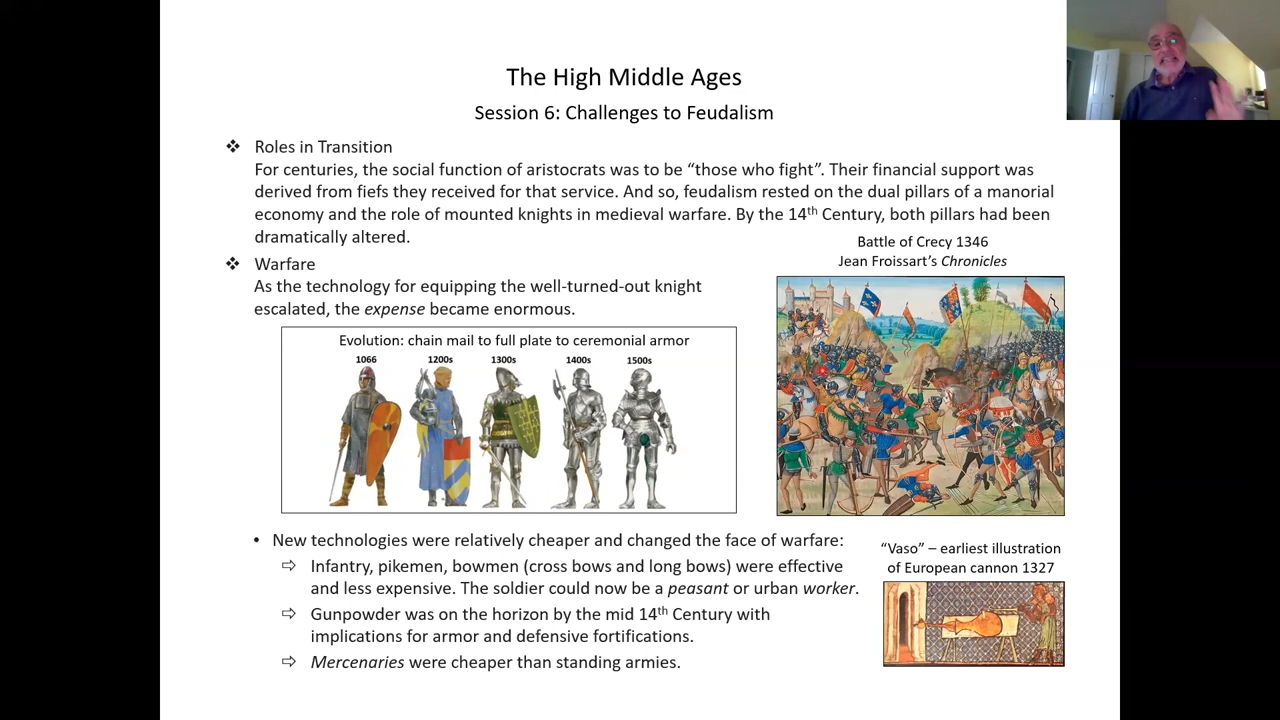 The High Middle Ages
Session 6: Challenges to Feudalism
❖ Roles in Transition
For centuries, the social function of aristocrats was to be “those who fight”. Their financial support was
derived from fiefs they received for that service. And so, feudalism rested on the dual pillars of a manorial
economy and the role of mounted knights in medieval warfare. By the 14th Century, both pillars had been
dramatically altered.
❖ Warfare
As the technology for equipping the well-turned-out knight
escalated, the expense became enormous.
Battle of Crecy 1346
Jean Froissart’s Chronicles
Evolution: chain mail to full plate to ceremonial armor
1066 1200s 1300s 1400s 1500s
• New technologies were relatively cheaper and changed the face of warfare:
⇨ Infantry, pikemen, bowmen (cross bows and long bows) were effective
and less expensive. The soldier could now be a peasant or urban worker.
⇨ Gunpowder was on the horizon by the mid 14th Century with
implications for armor and defensive fortifications.
⇨ Mercenaries were cheaper than standing armies.
“Vaso” – earliest illustration
of European cannon 1327